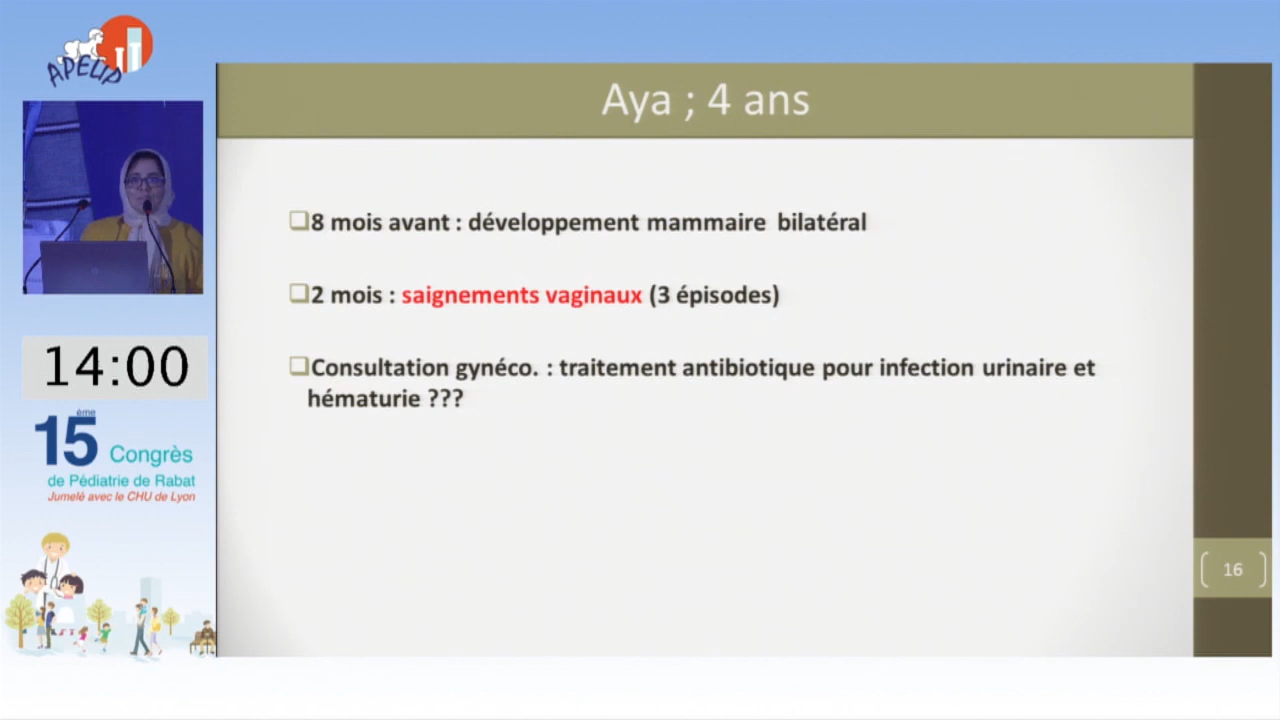 APEUP
14:00
15ème Congrès
de Pédiatrie de Rabat
Jumelé avec le CHU de Lyon
Aya ; 4 ans
8 mois avant : développement mammaire bilatéral
2 mois : saignements vaginaux (3 épisodes)
Consultation gynéco. : traitement antibiotique pour infection urinaire et
hématurie ???
16